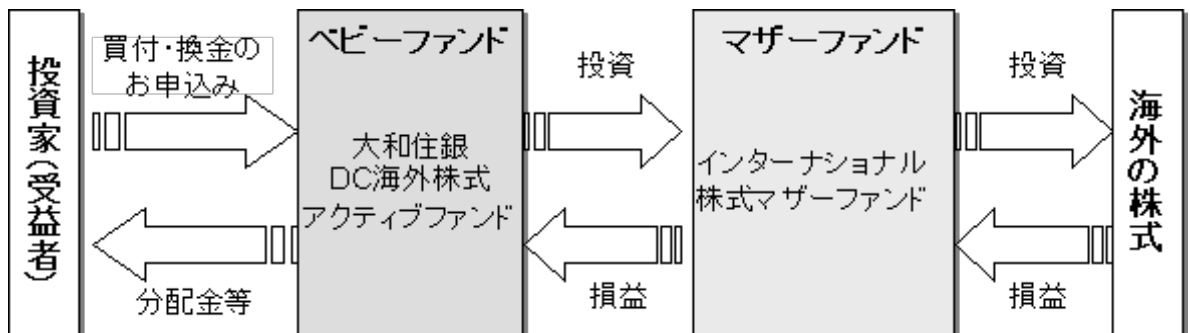 投資家(受益者)
買付・換金の
お申込み
分配金等
ベビーファンド
大和住銀
DC海外株式
アクティブファンド
投資
損益
マザーファンド
インターナショナル
株式マザーファンド
投資
損益
海外の株式